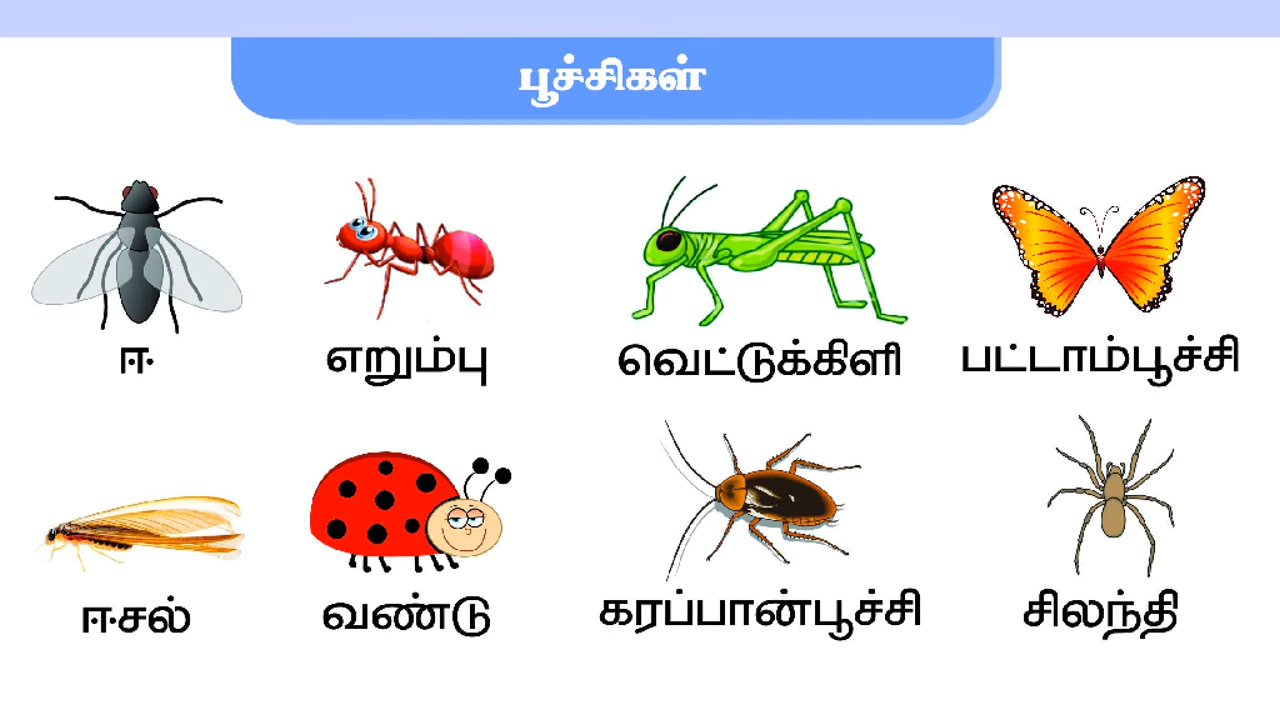 பூச்சிகள்
ஈ எறும்பு வெட்டுக்கிளி பட்டாம்பூச்சி
ஈசல் வண்டு கரப்பான்பூச்சி சிலந்தி